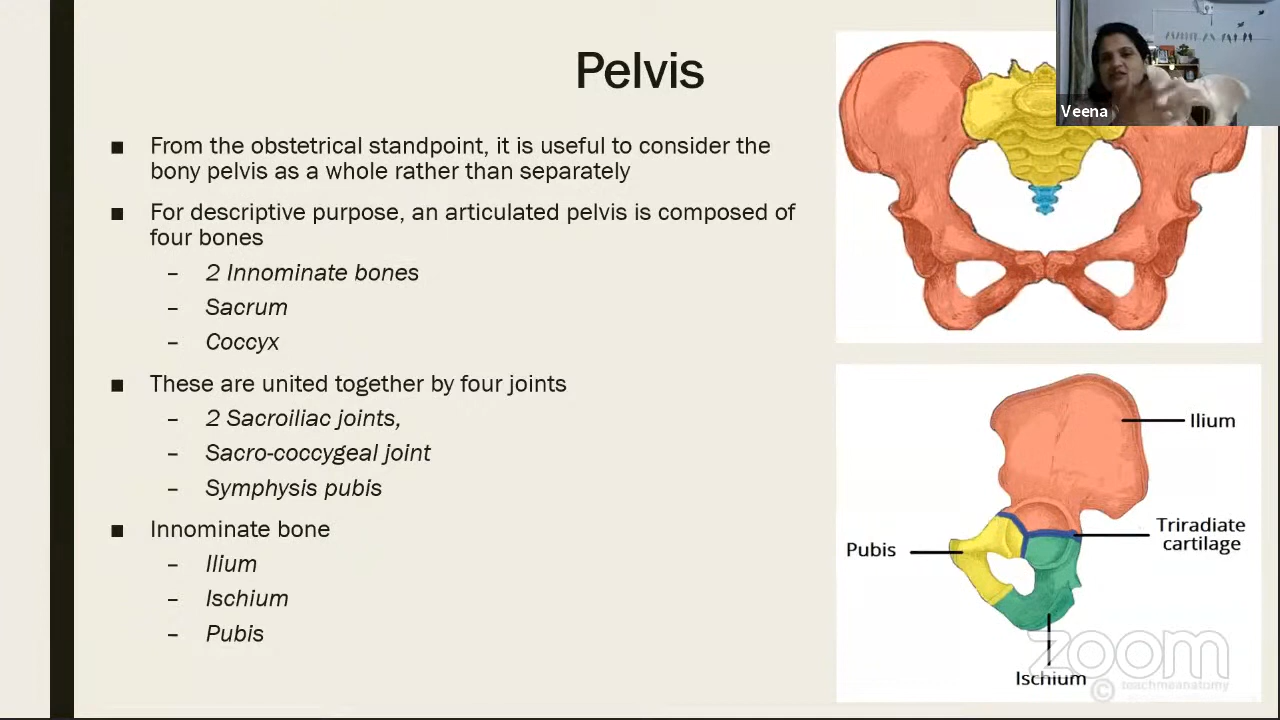 Pelvis
Veena
■ From the obstetrical standpoint, it is useful to consider the
bony pelvis as a whole rather than separately
■ For descriptive purpose, an articulated pelvis is composed of
four bones
– 2 Innominate bones
– Sacrum
– Coccyx
■ These are united together by four joints
– 2 Sacroiliac joints,
– Sacro-coccygeal joint
– Symphysis pubis
■ Innominate bone
– Ilium
– Ischium
– Pubis
Ilium
Triradiate
cartilage
Pubis
Ischium
zoom
© teachmeanatomy